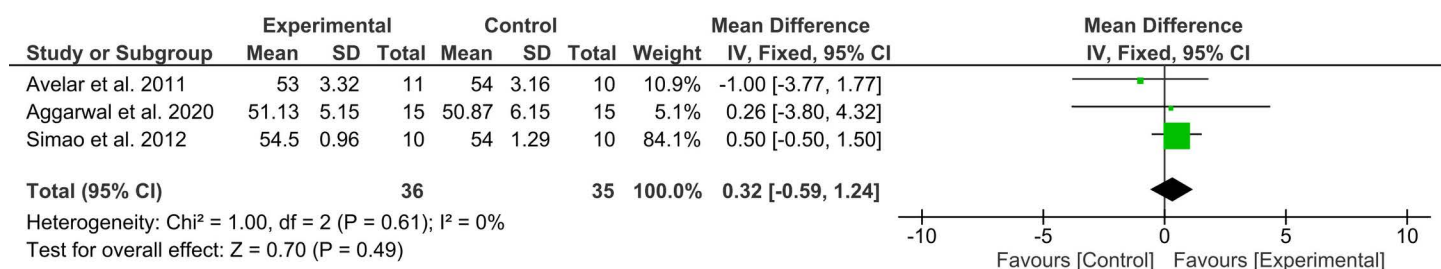 Experimental Control Mean Difference Mean Difference
Study or Subgroup Mean SD Total Mean SD Total Weight IV, Fixed, 95% CI IV, Fixed, 95% CI
Avelar et al. 2011 53 3.32 11 54 3.16 10 10.9% -1.00 [-3.77, 1.77]
Aggarwal et al. 2020 51.13 5.15 15 50.87 6.15 15 5.1% 0.26 [-3.80, 4.32]
Simao et al. 2012 54.5 0.96 10 54 1.29 10 84.1% 0.50 [-0.50, 1.50]
Total (95% CI) 36 35 100.0% 0.32 [-0.59, 1.24]
Heterogeneity: Chi² = 1.00, df = 2 (P = 0.61); I² = 0%
Test for overall effect: Z = 0.70 (P = 0.49)
-10 -5 0 5 10
Favours [Control] Favours [Experimental]